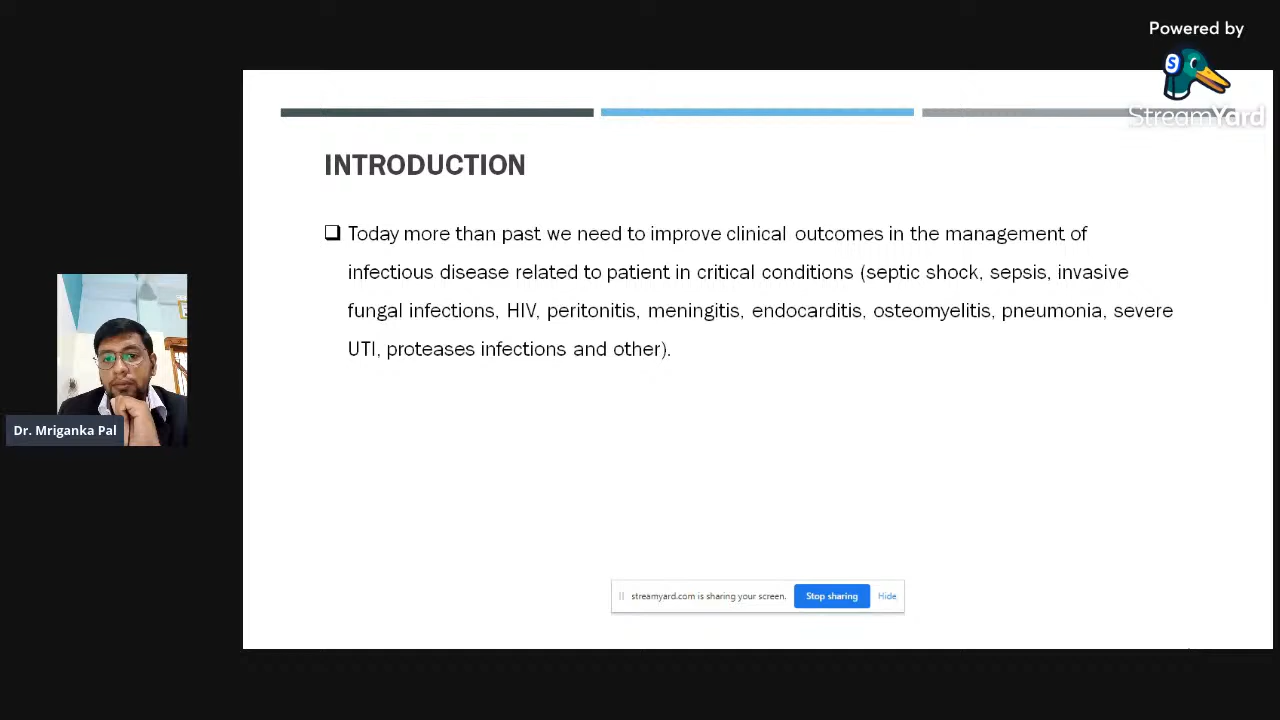 Powered by
StreamYard
INTRODUCTION
Today more than past we need to improve clinical outcomes in the management of
infectious disease related to patient in critical conditions (septic shock, sepsis, invasive
fungal infections, HIV, peritonitis, meningitis, endocarditis, osteomyelitis, pneumonia, severe
UTI, proteases infections and other).
Dr. Mriganka Pal
streamyard.com is sharing your screen. Stop sharing Hide